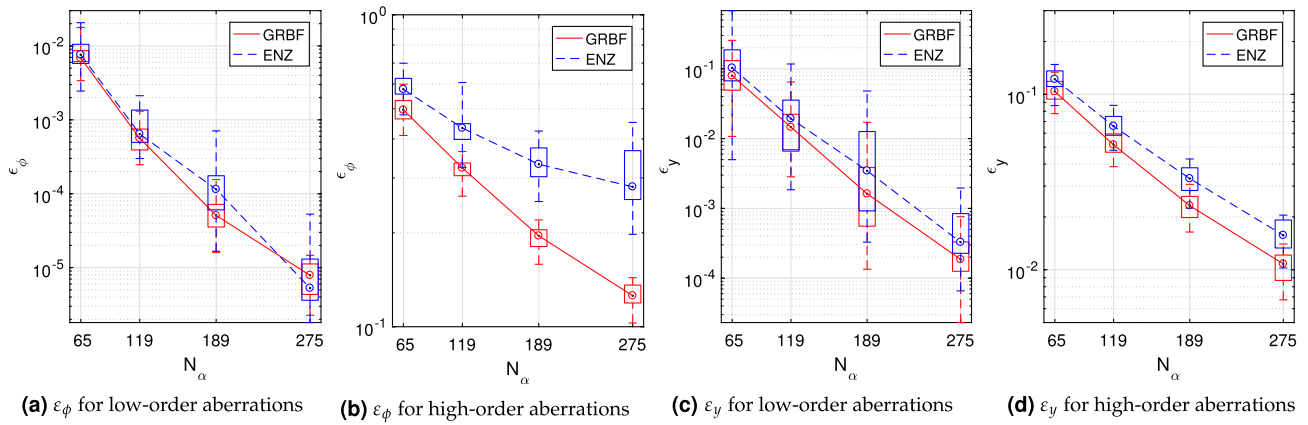 10⁻²
10⁻³
10⁻⁴
10⁻⁵
ϵ_ϕ
65 119 189 275
N_α
GRBF
ENZ
(a) ε_ϕ for low-order aberrations
10⁰
10⁻¹
ϵ_ϕ
65 119 189 275
N_α
GRBF
ENZ
(b) ε_ϕ for high-order aberrations
10⁻¹
10⁻²
10⁻³
10⁻⁴
ϵ_y
65 119 189 275
N_α
GRBF
ENZ
(c) ε_y for low-order aberrations
10⁻¹
10⁻²
ϵ_y
65 119 189 275
N_α
GRBF
ENZ
(d) ε_y for high-order aberrations